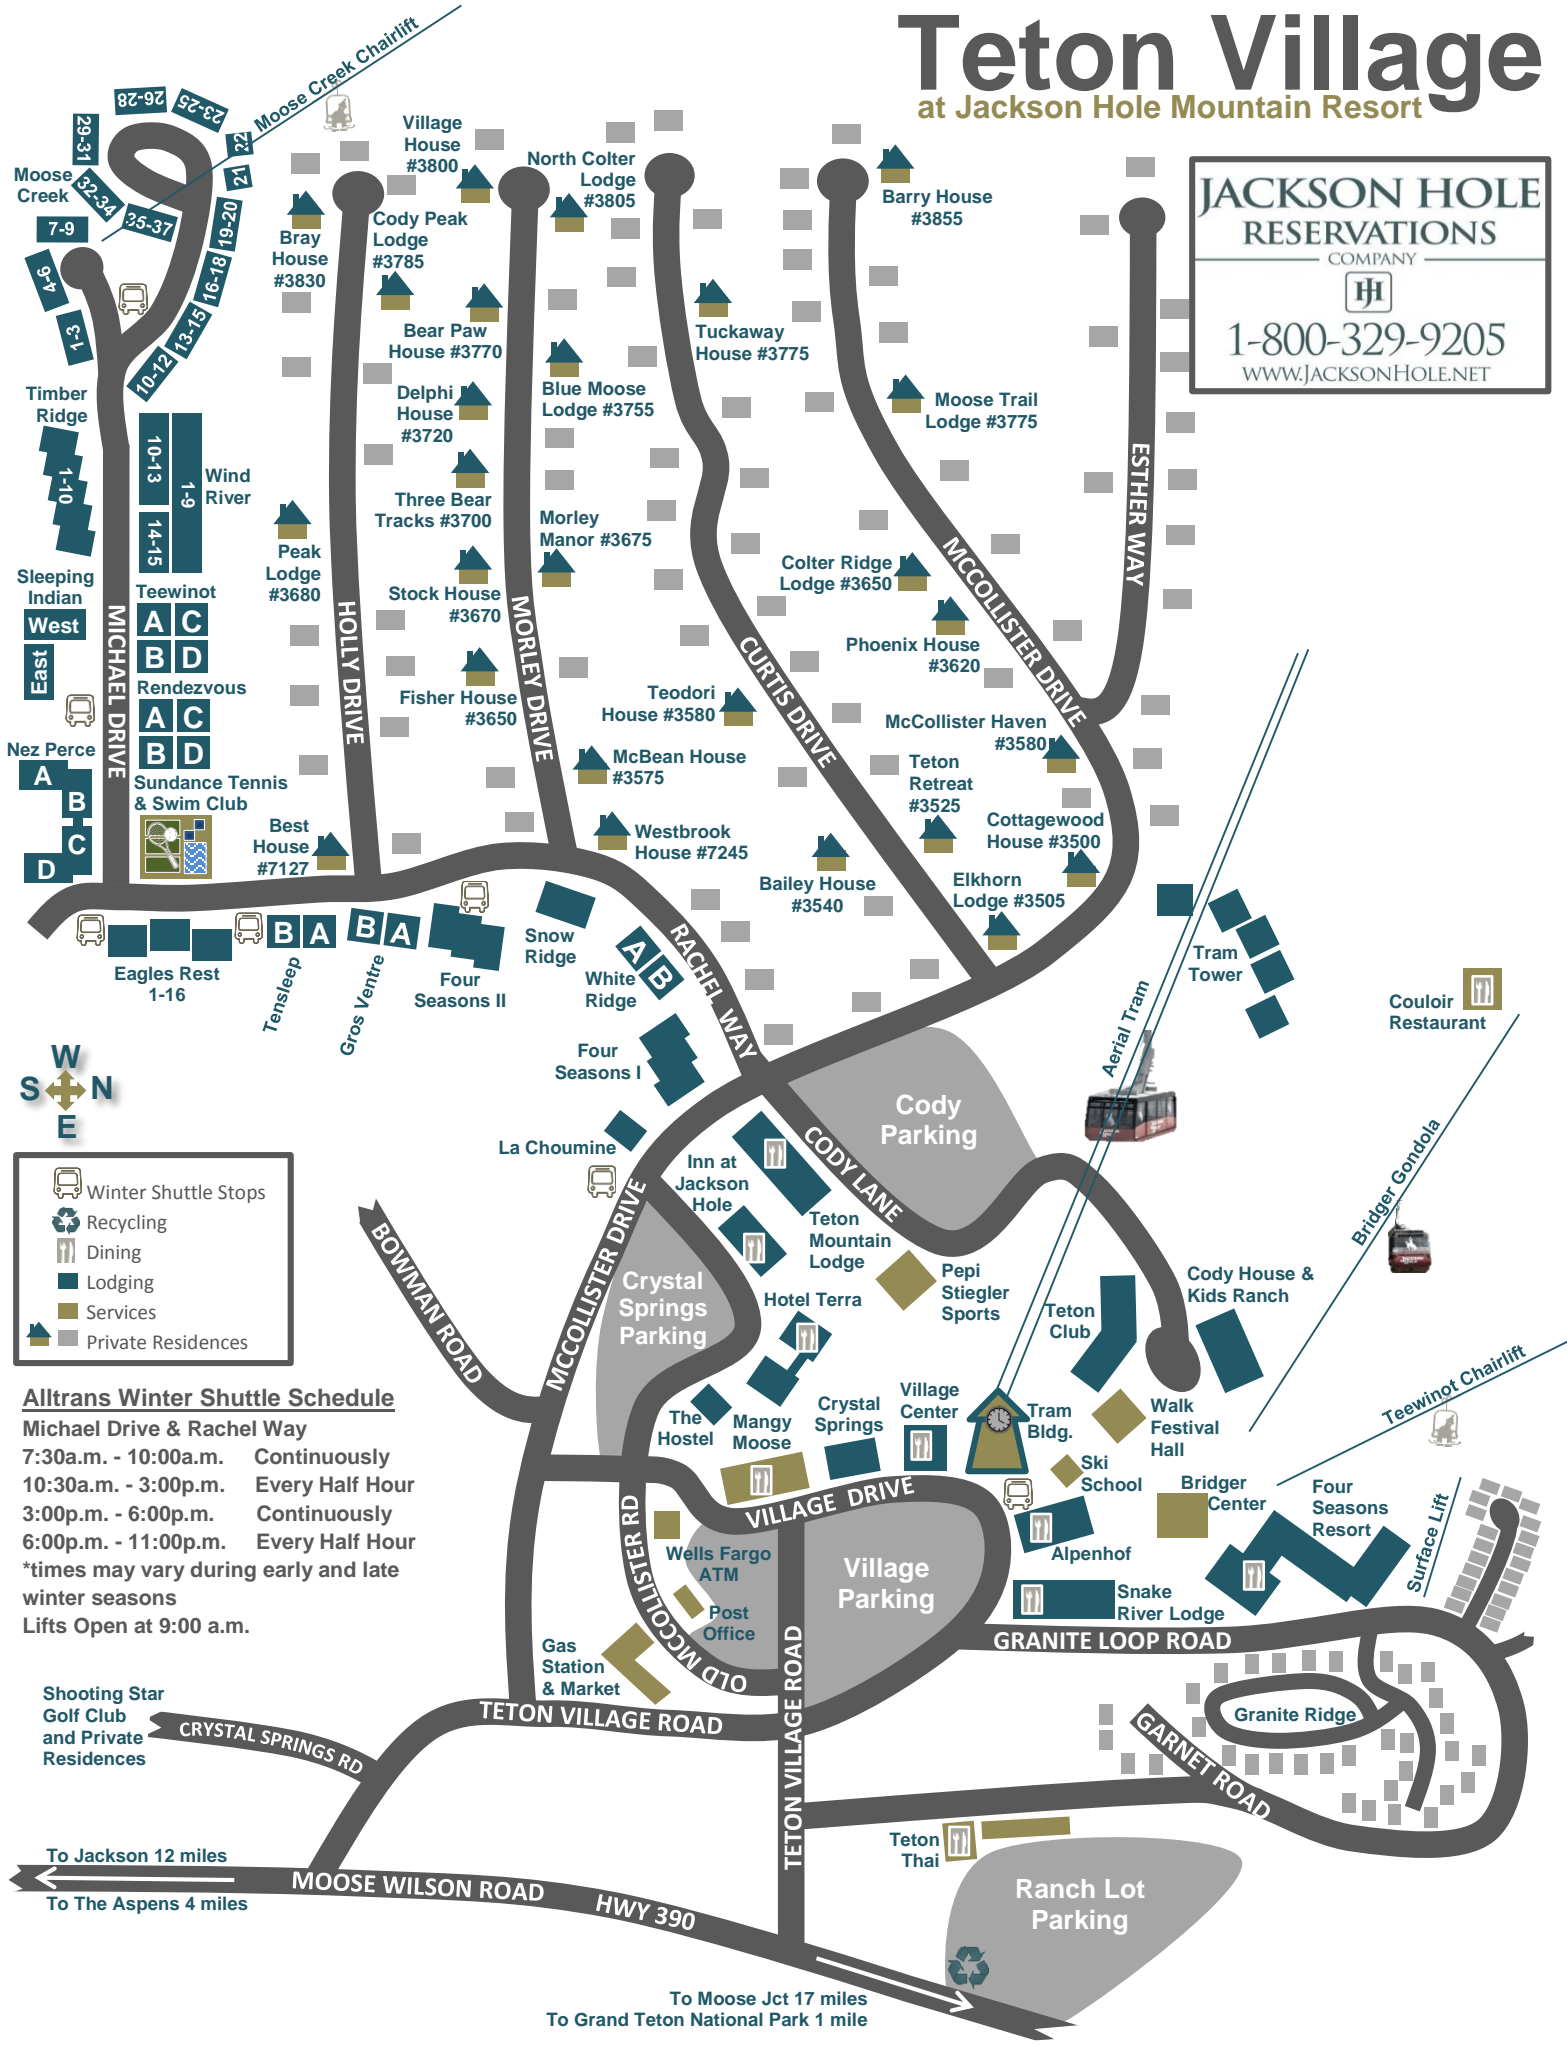 Teton Village
at Jackson Hole Mountain Resort
JACKSON HOLE
RESERVATIONS
COMPANY
JH
1-800-329-9205
WWW.JACKSONHOLE.NET
Moose Creek Chairlift
26-28
23-25
22
21
29-31
Moose
Creek
32-34
35-37
7-9
4-6
1-3
19-20
16-18
13-15
10-12
Village
House
#3800
North Colter
Lodge
#3805
Barry House
#3855
Bray
House
#3830
Cody Peak
Lodge
#3785
Bear Paw
House #3770
Tuckaway
House #3775
Blue Moose
Lodge #3755
Delphi
House
#3720
Moose Trail
Lodge #3775
Timber
Ridge
1-10
10-13
1-9
14-15
Wind
River
Three Bear
Tracks #3700
Morley
Manor #3675
Peak
Lodge
#3680
Stock House
#3670
Colter Ridge
Lodge #3650
Phoenix House
#3620
Sleeping
Indian
West
East
Teewinot
A C
B D
Rendezvous
A C
B D
Fisher House
#3650
Teodori
House #3580
McCollister Haven
#3580
Nez Perce
A
B
C
D
Sundance Tennis
& Swim Club
McBean House
#3575
Teton
Retreat
#3525
Best
House
#7127
Westbrook
House #7245
Cottagewood
House #3500
Bailey House
#3540
Elkhorn
Lodge #3505
MICHAEL DRIVE
HOLLY DRIVE
MORLEY DRIVE
CURTIS DRIVE
MCCOLLISTER DRIVE
ESTHER WAY
RACHEL WAY
Eagles Rest
1-16
B A
Tensleep
B A
Gros Ventre
Four
Seasons II
Snow
Ridge
White
Ridge
A B
Four
Seasons I
La Choumine
Tram
Tower
Couloir
Restaurant
Aerial Tram
Bridger Gondola
Teewinot Chairlift
Surface Lift
W
S N
E
Winter Shuttle Stops
Recycling
Dining
Lodging
Services
Private Residences
Alltrans Winter Shuttle Schedule
Michael Drive & Rachel Way
7:30a.m. - 10:00a.m. Continuously
10:30a.m. - 3:00p.m. Every Half Hour
3:00p.m. - 6:00p.m. Continuously
6:00p.m. - 11:00p.m. Every Half Hour
*times may vary during early and late
winter seasons
Lifts Open at 9:00 a.m.
Cody
Parking
CODY LANE
Inn at
Jackson
Hole
Teton
Mountain
Lodge
Pepi
Stiegler
Sports
Crystal
Springs
Parking
Hotel Terra
Teton
Club
Cody House &
Kids Ranch
BOWMAN ROAD
MCCOLLISTER DRIVE
The
Hostel
Mangy
Moose
Crystal
Springs
Village
Center
Tram
Bldg.
Walk
Festival
Hall
Ski
School
Bridger
Center
Four
Seasons
Resort
VILLAGE DRIVE
Wells Fargo
ATM
Post
Office
Village
Parking
Alpenhof
Snake
River Lodge
OLD MCCOLLISTER RD
Gas
Station
& Market
GRANITE LOOP ROAD
Granite Ridge
GARNET ROAD
TETON VILLAGE ROAD
TETON VILLAGE ROAD
Shooting Star
Golf Club
and Private
Residences
CRYSTAL SPRINGS RD
Teton
Thai
Ranch Lot
Parking
To Jackson 12 miles
To The Aspens 4 miles
MOOSE WILSON ROAD
HWY 390
To Moose Jct 17 miles
To Grand Teton National Park 1 mile